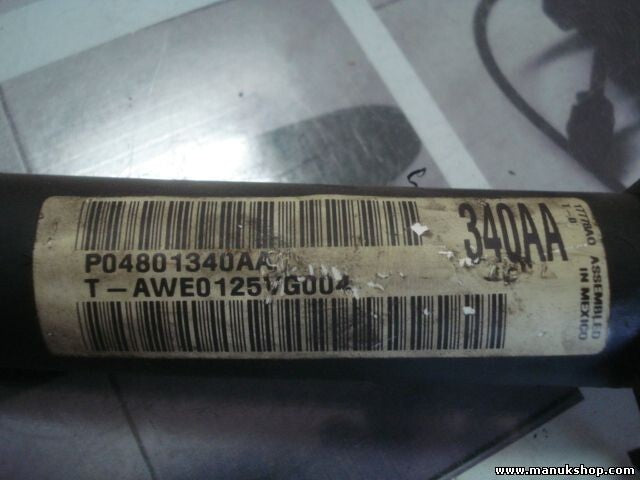 P04801340AA
T-AWE0125VG004
340AA
ASSEMBLED
IN MEXICO
www.manukshop.com